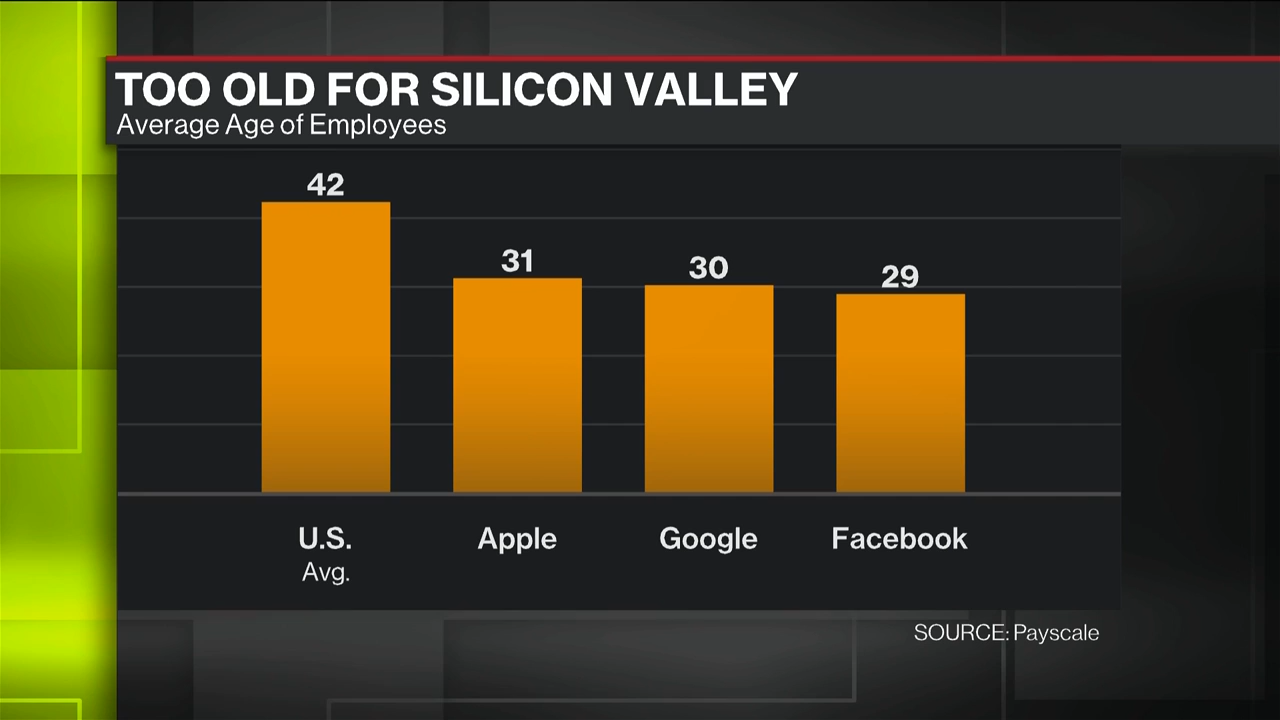 TOO OLD FOR SILICON VALLEY
Average Age of Employees
42
31
30
29
U.S.
Avg.
Apple
Google
Facebook
SOURCE: Payscale